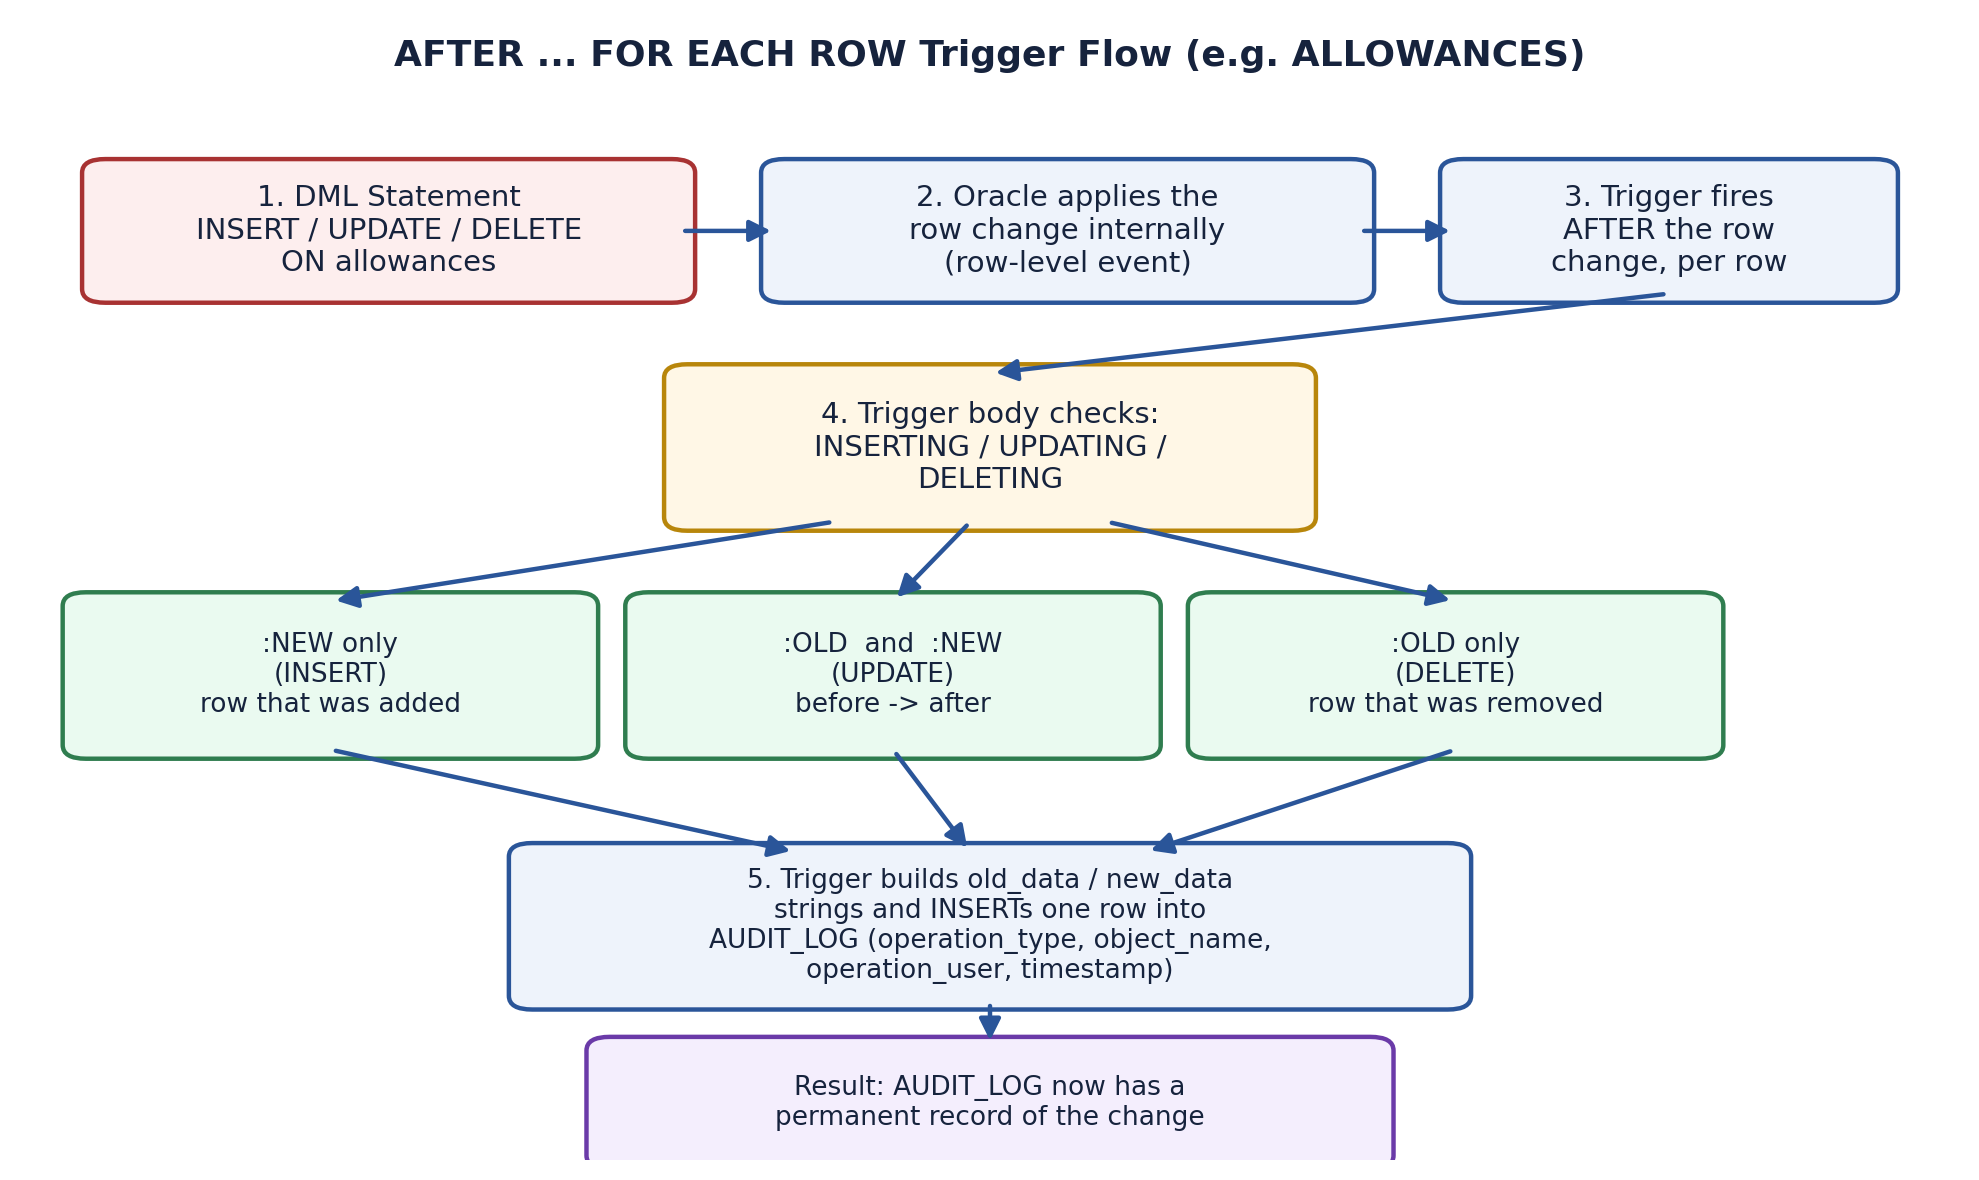 AFTER ... FOR EACH ROW Trigger Flow (e.g. ALLOWANCES)
1. DML Statement
INSERT / UPDATE / DELETE
ON allowances
2. Oracle applies the
row change internally
(row-level event)
3. Trigger fires
AFTER the row
change, per row
4. Trigger body checks:
INSERTING / UPDATING /
DELETING
:NEW only
(INSERT)
row that was added
:OLD  and  :NEW
(UPDATE)
before -> after
:OLD only
(DELETE)
row that was removed
5. Trigger builds old_data / new_data
strings and INSERTs one row into
AUDIT_LOG (operation_type, object_name,
operation_user, timestamp)
Result: AUDIT_LOG now has a
permanent record of the change